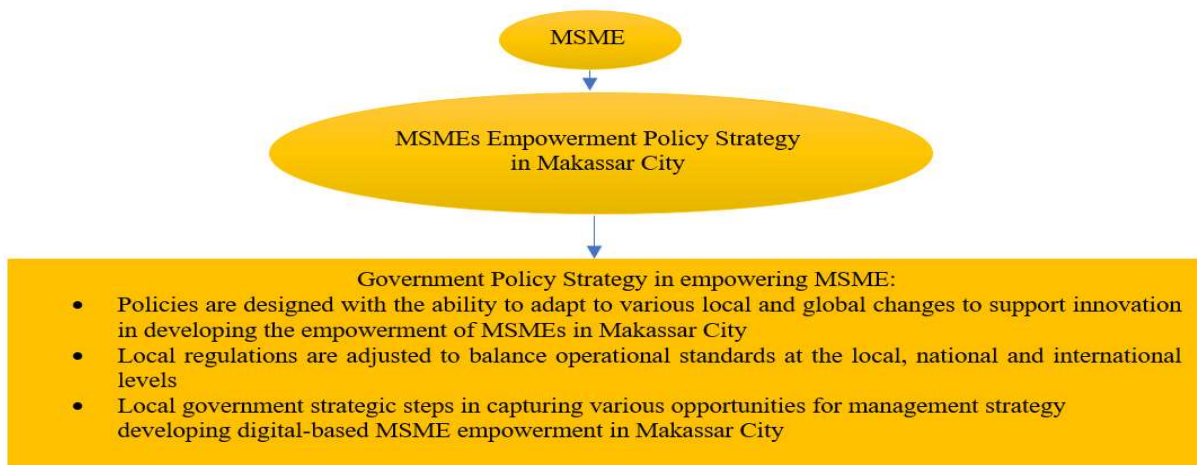 MSME
MSMEs Empowerment Policy Strategy
in Makassar City
Government Policy Strategy in empowering MSME:
• Policies are designed with the ability to adapt to various local and global changes to support innovation
in developing the empowerment of MSMEs in Makassar City
• Local regulations are adjusted to balance operational standards at the local, national and international
levels
• Local government strategic steps in capturing various opportunities for management strategy
developing digital-based MSME empowerment in Makassar City